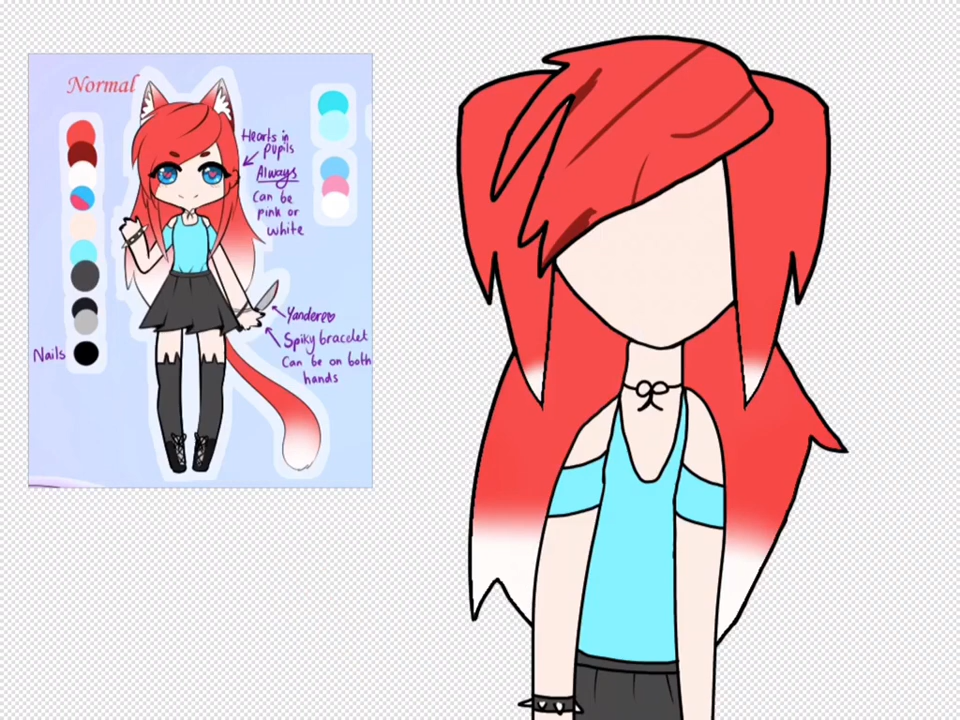 Normal
Hearts in
pupils
Always
Can be
pink or
white
Yandere
Spiky bracelet
Can be on both
hands
Nails